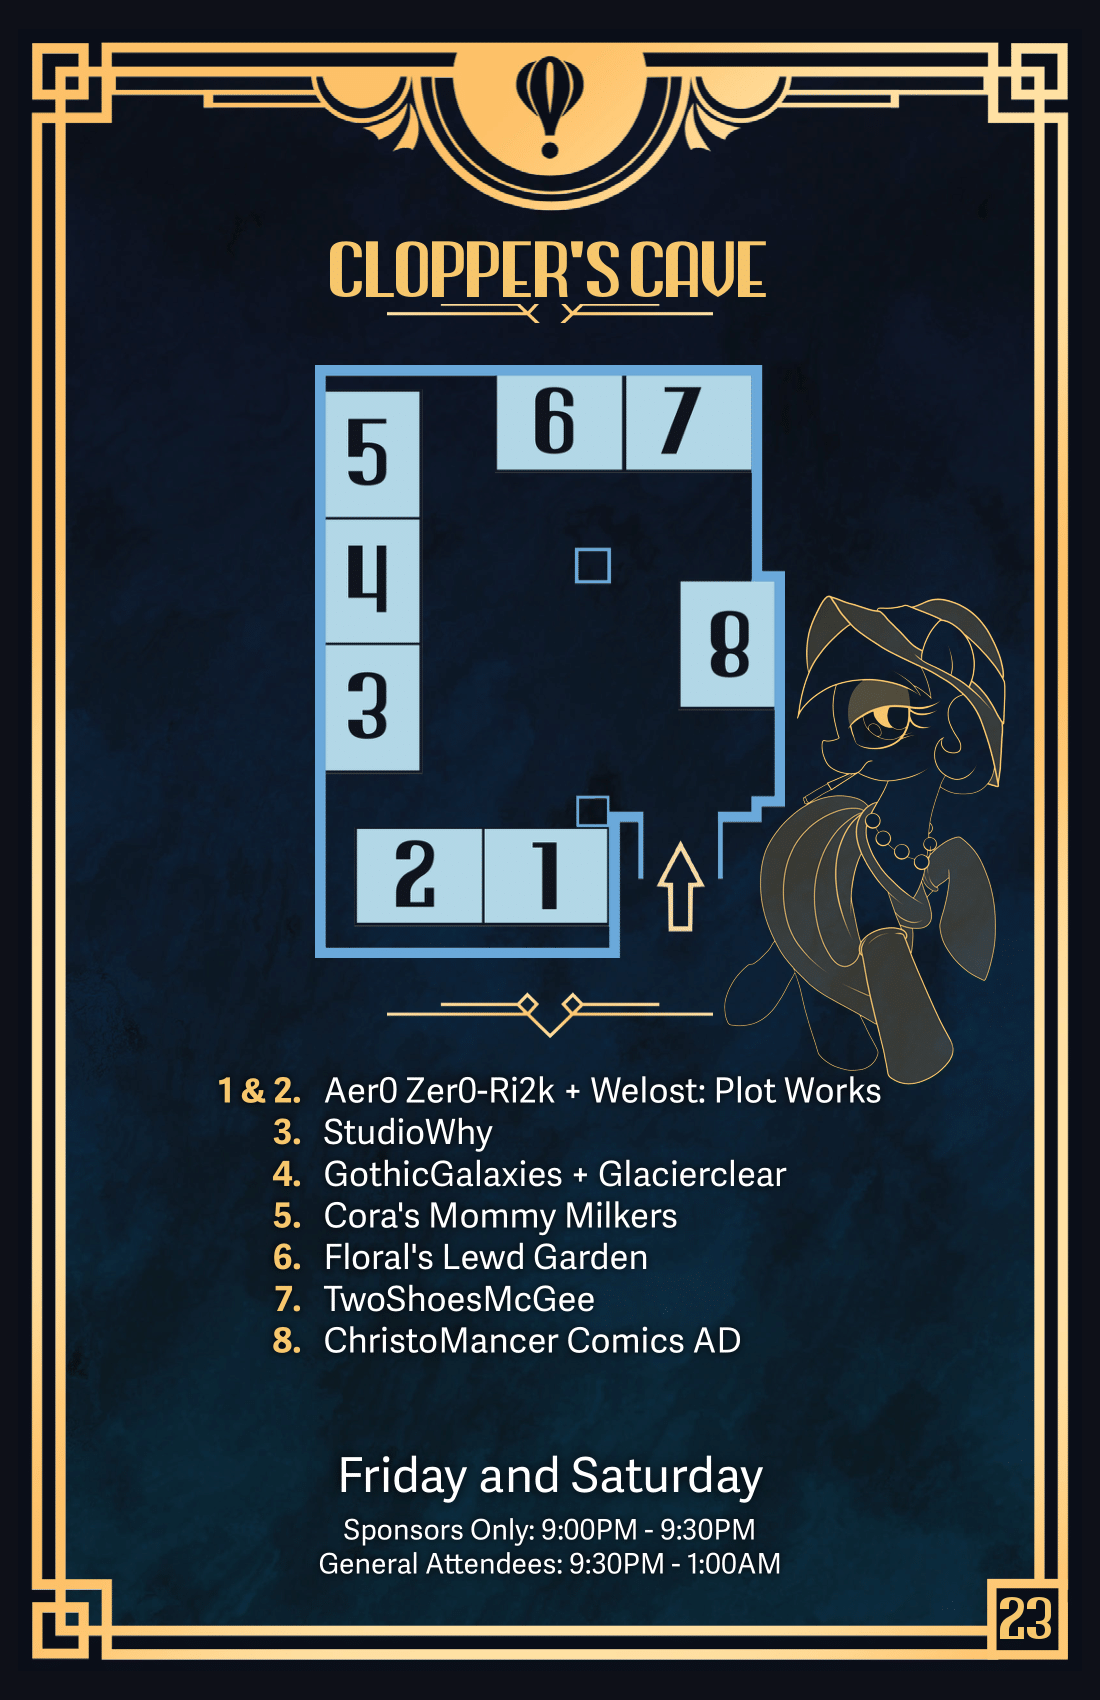 CLOPPER'S CAVE
6 7
5
4
8
3
2 1
1 & 2. Aer0 Zer0-Ri2k + Welost: Plot Works
3. StudioWhy
4. GothicGalaxies + Glacierclear
5. Cora's Mommy Milkers
6. Floral's Lewd Garden
7. TwoShoesMcGee
8. ChristoMancer Comics AD
Friday and Saturday
Sponsors Only: 9:00PM - 9:30PM
General Attendees: 9:30PM - 1:00AM
23